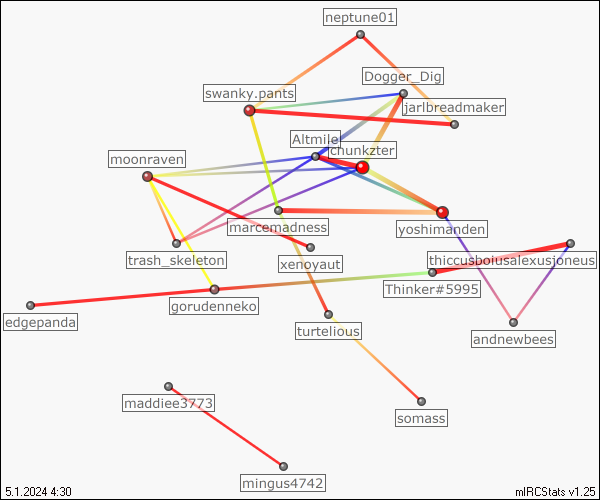 neptune01
Dogger_Dig
swanky.pants
jarlbreadmaker
Altmile
chunkzter
moonraven
marcemadness
yoshimanden
trash_skeleton
xenoyaut
thiccusboiusalexusjoneus
Thinker#5995
gorudenneko
edgepanda
turtelious
andnewbees
maddiee3773
somass
mingus4742
5.1.2024 4:30
mIRCStats v1.25